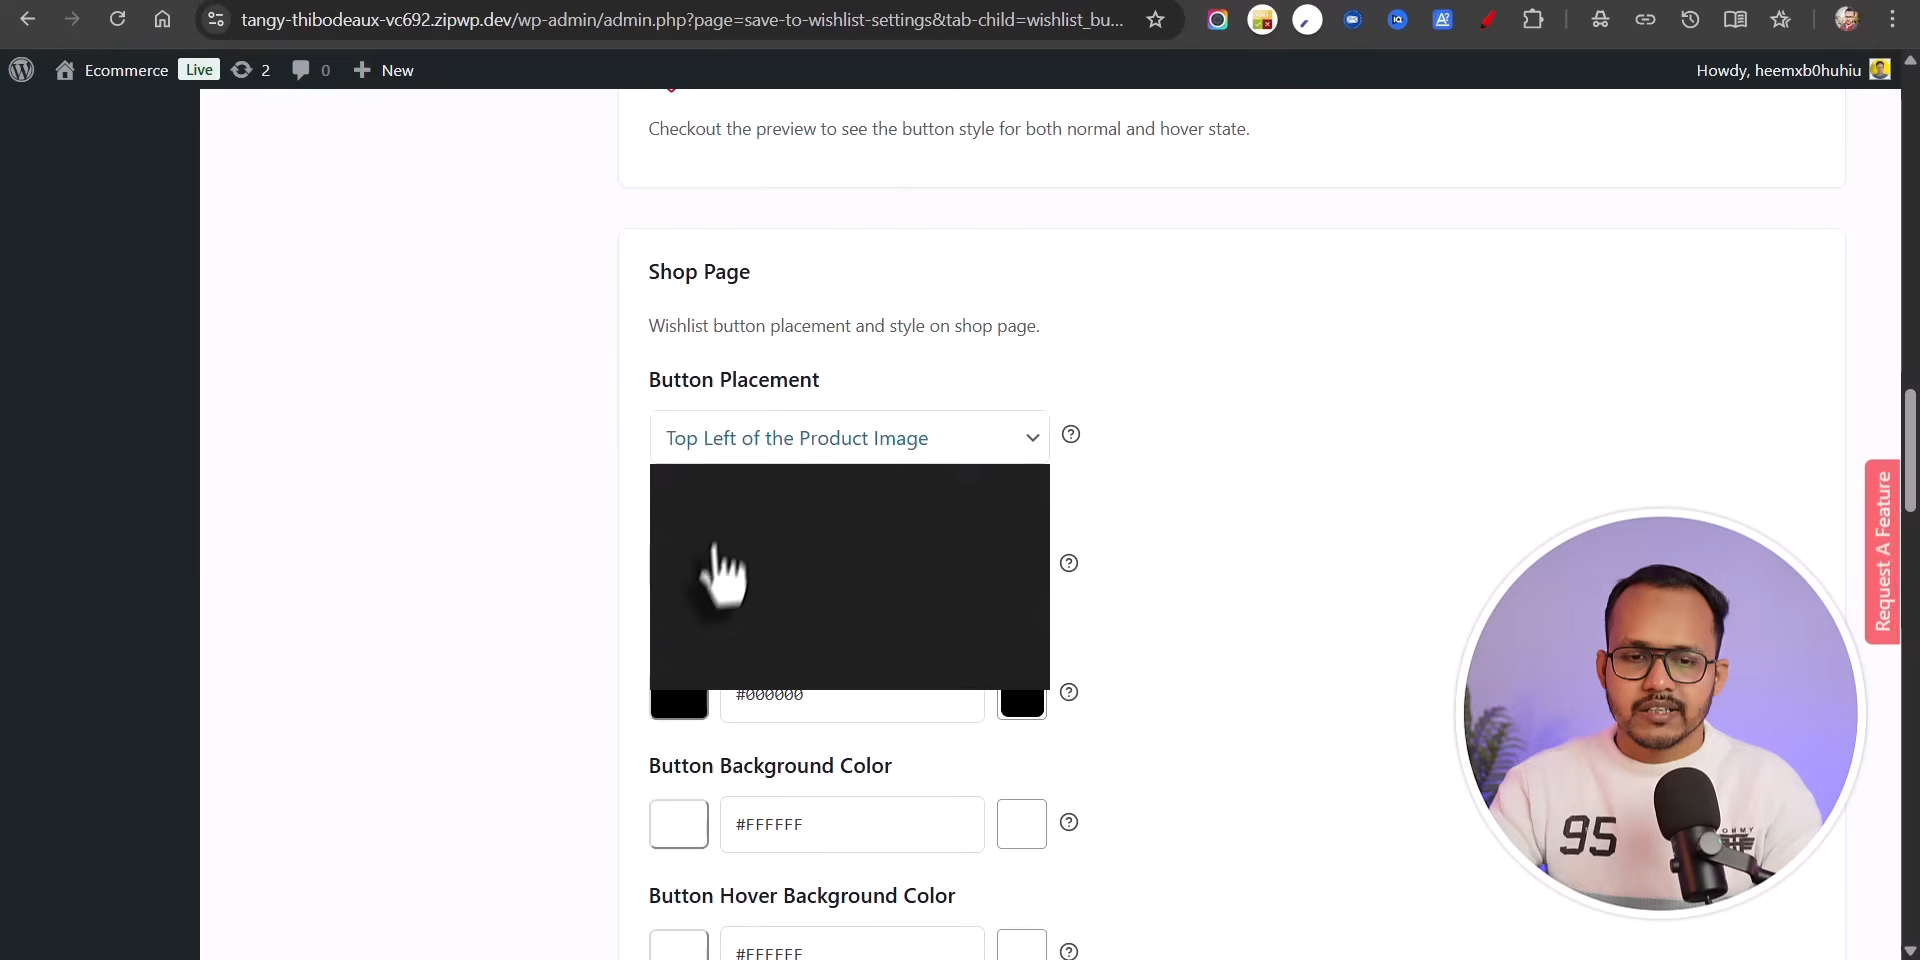 tangy-thibodeaux-vc692.zipwp.dev/wp-admin/admin.php?page=save-to-wishlist-settings&tab-child=wishlist_bu...
Ecommerce Live 2 0 New
Howdy, heemxb0huhiu
Checkout the preview to see the button style for both normal and hover state.
Shop Page
Wishlist button placement and style on shop page.
Button Placement
Top Left of the Product Image
#000000
Button Background Color
#FFFFFF
Button Hover Background Color
#FFFFFF
Request A Feature
95